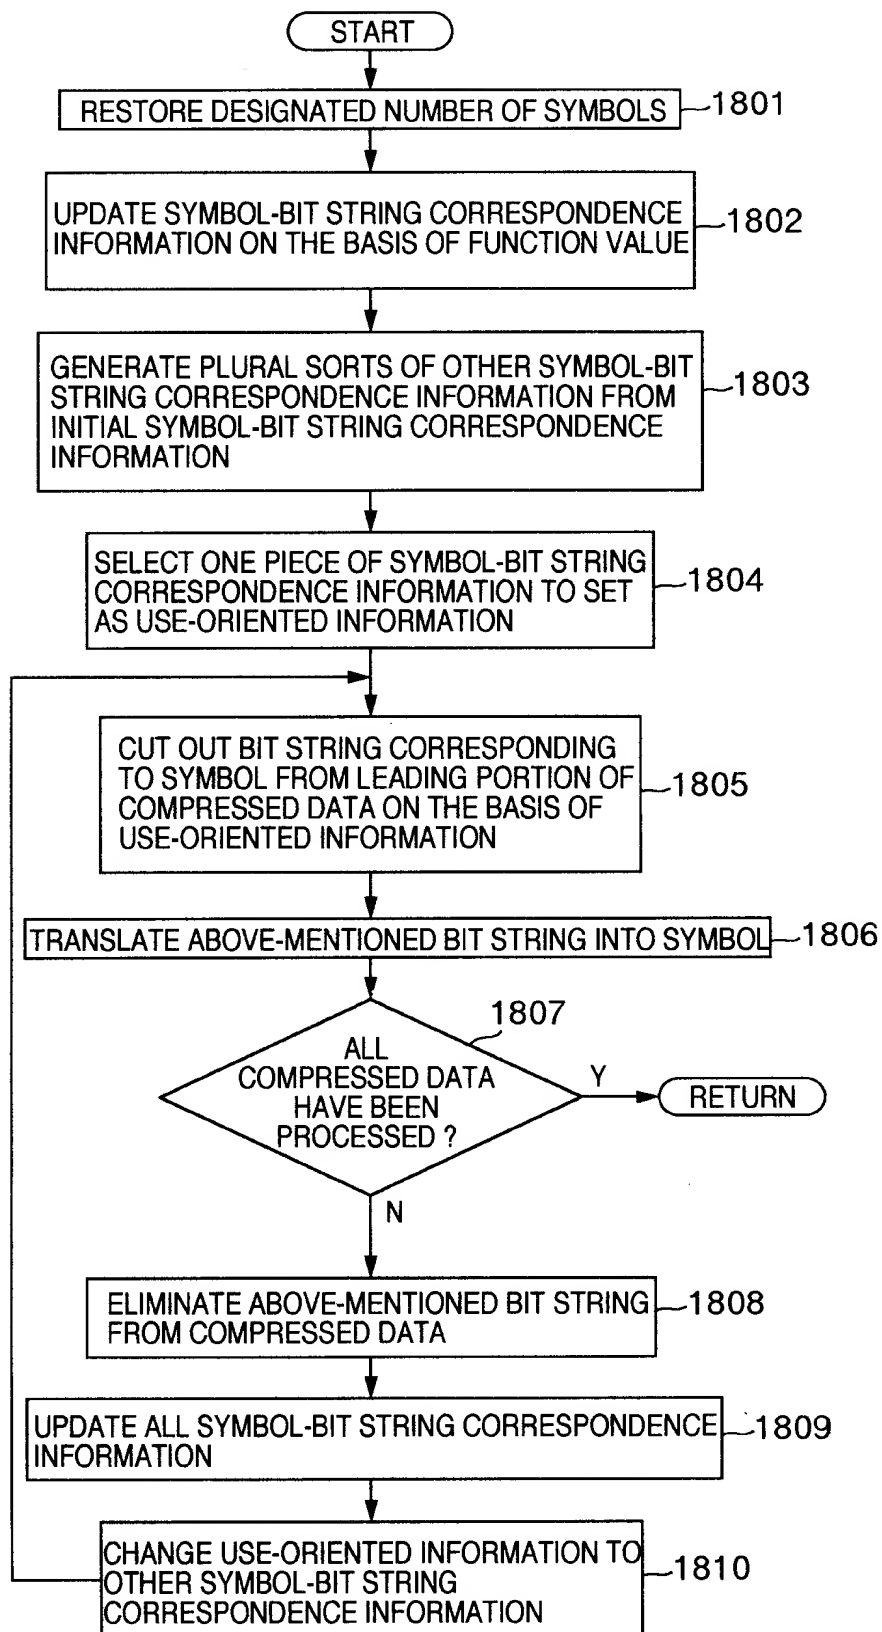 START
RESTORE DESIGNATED NUMBER OF SYMBOLS
1801
UPDATE SYMBOL-BIT STRING CORRESPONDENCE
INFORMATION ON THE BASIS OF FUNCTION VALUE
1802
GENERATE PLURAL SORTS OF OTHER SYMBOL-BIT
STRING CORRESPONDENCE INFORMATION FROM
INITIAL SYMBOL-BIT STRING CORRESPONDENCE
INFORMATION
1803
SELECT ONE PIECE OF SYMBOL-BIT STRING
CORRESPONDENCE INFORMATION TO SET
AS USE-ORIENTED INFORMATION
1804
CUT OUT BIT STRING CORRESPONDING
TO SYMBOL FROM LEADING PORTION OF
COMPRESSED DATA ON THE BASIS OF
USE-ORIENTED INFORMATION
1805
TRANSLATE ABOVE-MENTIONED BIT STRING INTO SYMBOL
1806
1807
ALL
COMPRESSED DATA
HAVE BEEN
PROCESSED ?
Y
RETURN
N
ELIMINATE ABOVE-MENTIONED BIT STRING
FROM COMPRESSED DATA
1808
UPDATE ALL SYMBOL-BIT STRING CORRESPONDENCE
INFORMATION
1809
CHANGE USE-ORIENTED INFORMATION TO
OTHER SYMBOL-BIT STRING
CORRESPONDENCE INFORMATION
1810